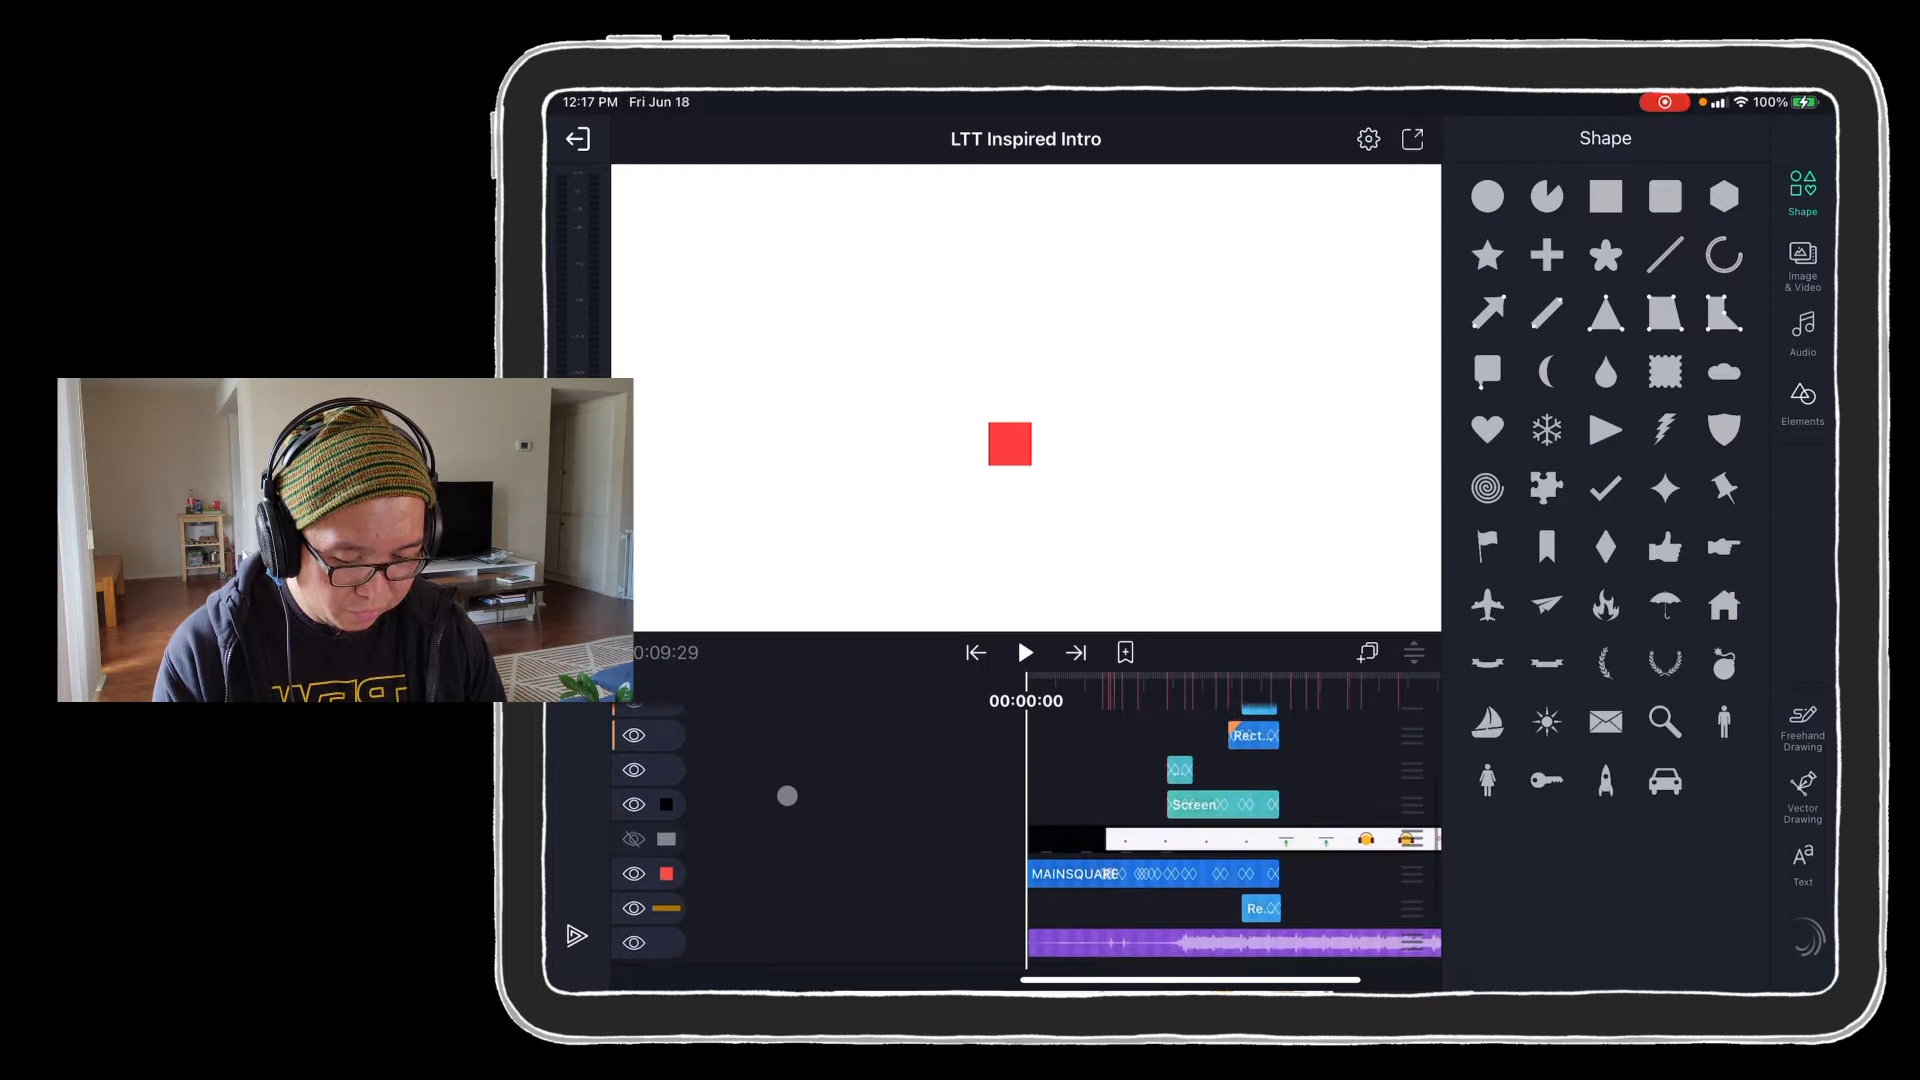 12:17 PM Fri Jun 18
100%
LTT Inspired Intro
Shape
Shape
Image
& Video
Audio
Elements
Freehand
Drawing
Vector
Drawing
Text
0:09:29
00:00:00
Rect...
Screen
MAINSQUARE
Re...